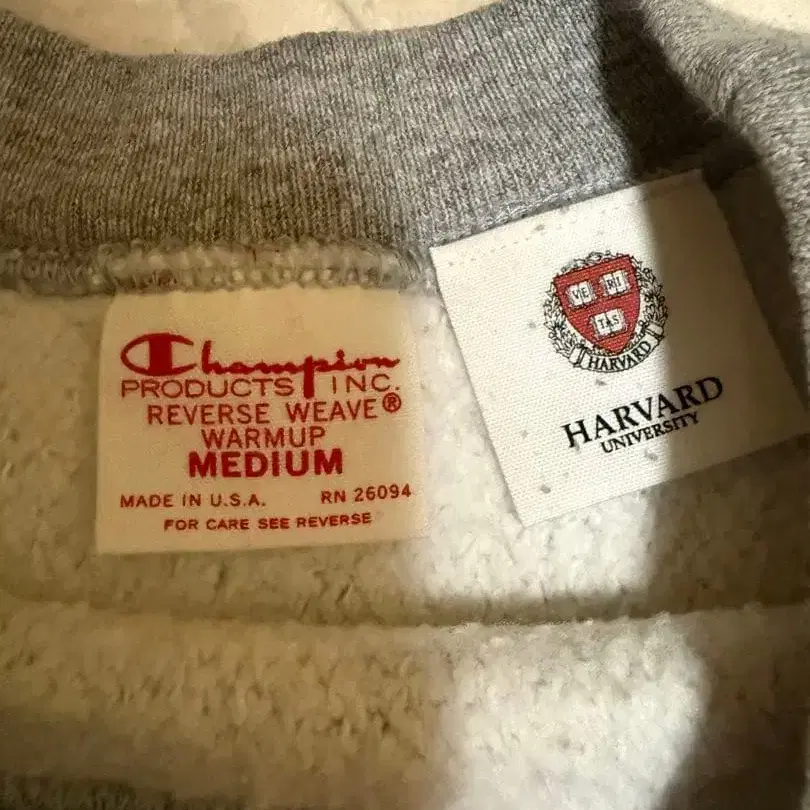 Champion
PRODUCTS INC.
REVERSE WEAVE®
WARMUP
MEDIUM
MADE IN U.S.A. RN 26094
FOR CARE SEE REVERSE
VE RI
TAS
HARVARD
HARVARD
UNIVERSITY